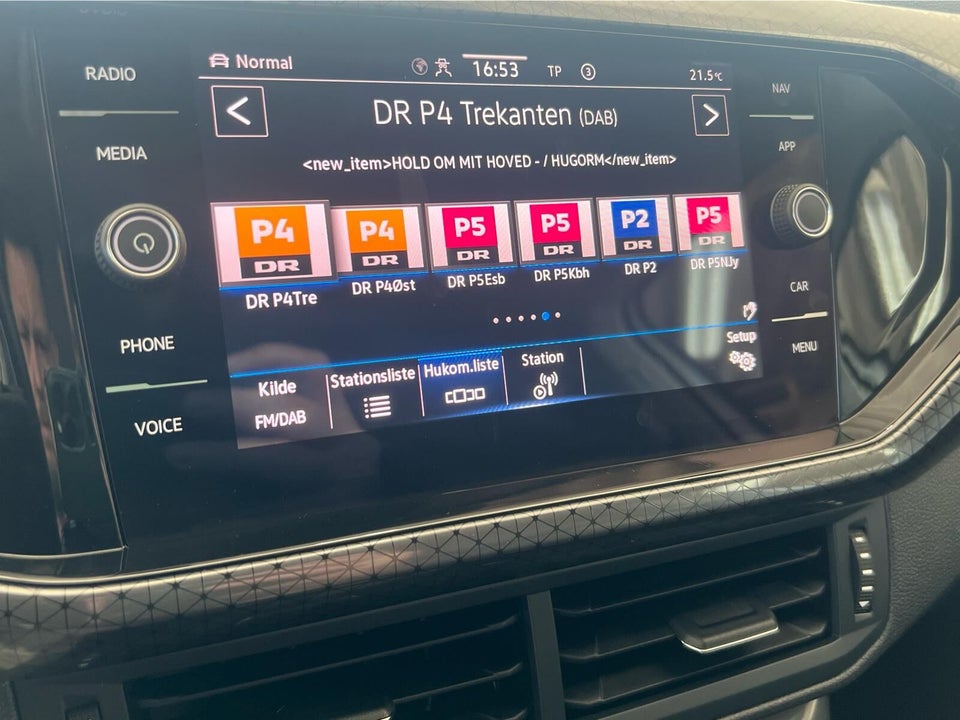 RADIO
MEDIA
PHONE
VOICE
Normal
16:53
TP
3
21.5°C
<
DR P4 Trekanten (DAB)
>
<new_item>HOLD OM MIT HOVED - / HUGORM</new_item>
P4 DR
P4 DR
P5 DR
P5 DR
P2 DR
P5 DR
DR P4Tre
DR P4Øst
DR P5Esb
DR P5Kbh
DR P2
DR P5NJy
Kilde
FM/DAB
Stationsliste
Hukom.liste
Station
Setup
NAV
APP
CAR
MENU